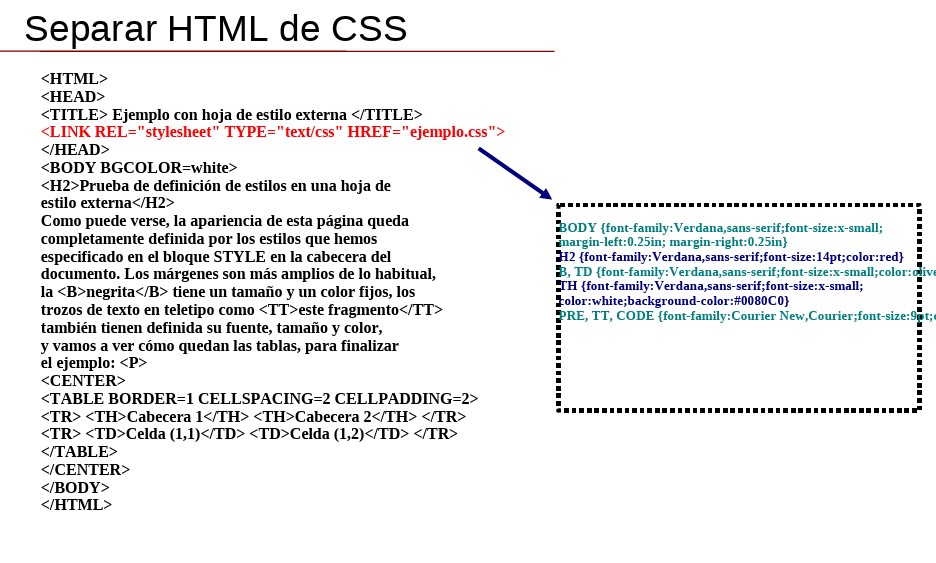 Separar HTML de CSS
<HTML>
<HEAD>
<TITLE> Ejemplo con hoja de estilo externa </TITLE>
<LINK REL="stylesheet" TYPE="text/css" HREF="ejemplo.css">
</HEAD>
<BODY BGCOLOR=white>
<H2>Prueba de definición de estilos en una hoja de
estilo externa</H2>
Como puede verse, la apariencia de esta página queda
completamente definida por los estilos que hemos
especificado en el bloque STYLE en la cabecera del
documento. Los márgenes son más amplios de lo habitual,
la <B>negrita</B> tiene un tamaño y un color fijos, los
trozos de texto en teletipo como <TT>este fragmento</TT>
también tienen definida su fuente, tamaño y color,
y vamos a ver cómo quedan las tablas, para finalizar
el ejemplo: <P>
<CENTER>
<TABLE BORDER=1 CELLSPACING=2 CELLPADDING=2>
<TR> <TH>Cabecera 1</TH> <TH>Cabecera 2</TH> </TR>
<TR> <TD>Celda (1,1)</TD> <TD>Celda (1,2)</TD> </TR>
</TABLE>
</CENTER>
</BODY>
</HTML>
BODY {font-family:Verdana,sans-serif;font-size:x-small;
margin-left:0.25in; margin-right:0.25in}
H2 {font-family:Verdana,sans-serif;font-size:14pt;color:red}
B, TD {font-family:Verdana,sans-serif;font-size:x-small;color:olive
TH {font-family:Verdana,sans-serif;font-size:x-small;
color:white;background-color:#0080C0}
PRE, TT, CODE {font-family:Courier New,Courier;font-size:9pt;